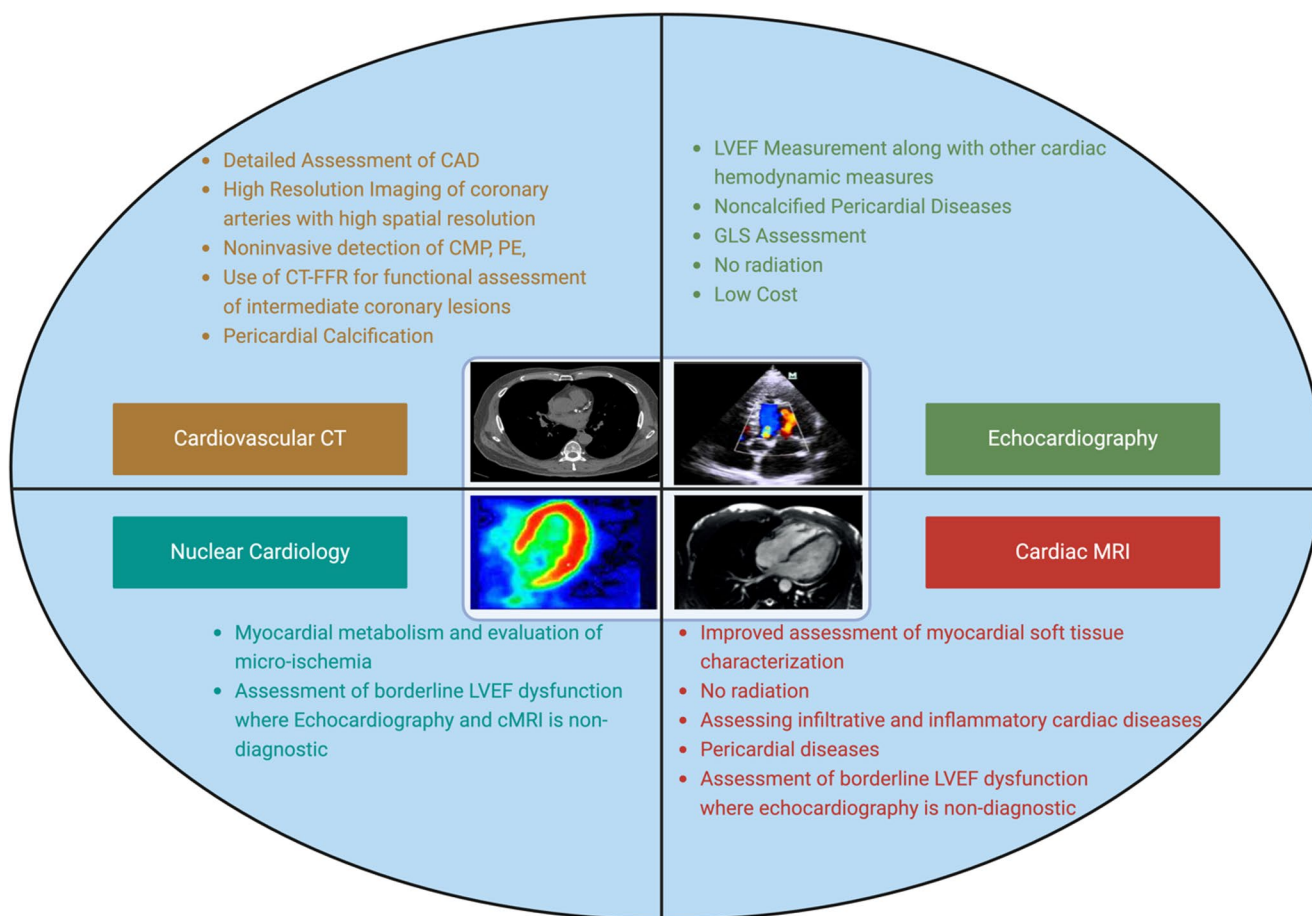 Detailed Assessment of CAD
High Resolution Imaging of coronary
arteries with high spatial resolution
Noninvasive detection of CMP, PE,
Use of CT-FFR for functional assessment
of intermediate coronary lesions
Pericardial Calcification
Cardiovascular CT
LVEF Measurement along with other cardiac
hemodynamic measures
Noncalcified Pericardial Diseases
GLS Assessment
No radiation
Low Cost
M
Echocardiography
Nuclear Cardiology
Myocardial metabolism and evaluation of
micro-ischemia
Assessment of borderline LVEF dysfunction
where Echocardiography and cMRI is non-
diagnostic
Cardiac MRI
Improved assessment of myocardial soft tissue
characterization
No radiation
Assessing infiltrative and inflammatory cardiac diseases
Pericardial diseases
Assessment of borderline LVEF dysfunction
where echocardiography is non-diagnostic